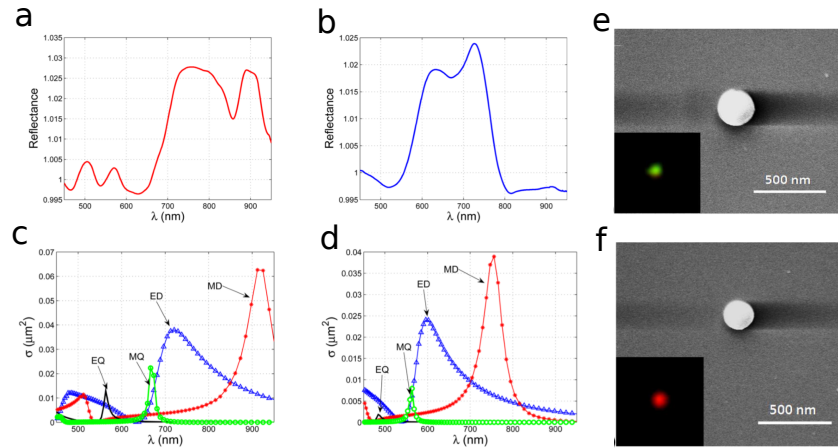 a
1.035
1.03
1.025
1.02
1.015
1.01
1.005
1
0.995
Reflectance
500 600 700 800 900
λ (nm)
b
1.025
1.02
1.015
1.01
1.005
1
0.995
Reflectance
500 600 700 800 900
λ (nm)
e
500 nm
c
0.07
0.06
0.05
0.04
0.03
0.02
0.01
0
σ (μm²)
MD
ED
EQ
MQ
500 600 700 800 900
λ (nm)
d
0.04
0.035
0.03
0.025
0.02
0.015
0.01
0.005
0
σ (μm²)
MD
ED
MQ
EQ
500 600 700 800 900
λ (nm)
f
500 nm